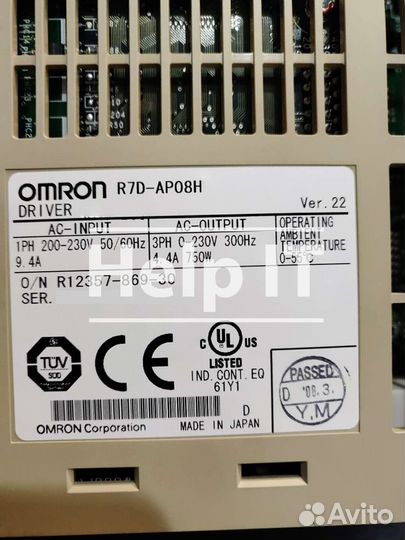 OMRON R7D-AP08H
DRIVER Ver. 22
AC-INPUT AC-OUTPUT OPERATING
1PH 200-230V 50/60Hz 3PH 0-230V 300Hz AMBIENT
9.4A 4.4A 750W TEMPERATURE
0-55℃
O/N R12357-869-30
SER.
Help IT
TÜV
C UL US
LISTED
IND. CONT. EQ
61Y1
CE
PASSED
D '08.3.
Y.M
D
OMRON Corporation MADE IN JAPAN
Avito